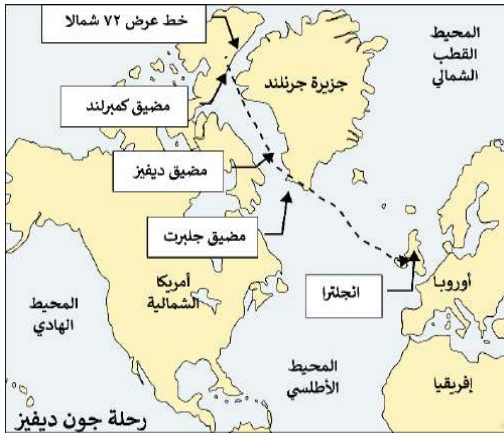 خط عرض ٧٢ شمالا
المحيط
القطب
الشمالي
جزيرة جرنلند
مضيق كمبرلند
مضيق ديفيز
مضيق جلبرت
أمريكا
الشمالية
انجلترا
أوروبا
المحيط
الهادي
المحيط
الأطلسي
إفريقيا
رحلة جون ديفيز